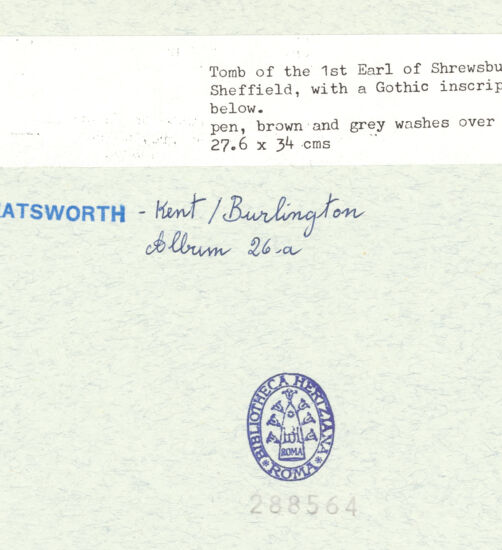 Tomb of the 1st Earl of Shrewsbu
Sheffield, with a Gothic inscrip
below.
pen, brown and grey washes over
27.6 x 34 cms
ATSWORTH - Kent / Burlington
Album 26-a
BIBLIOTHECA HERTZIANA
ROMA
ROMA
288564